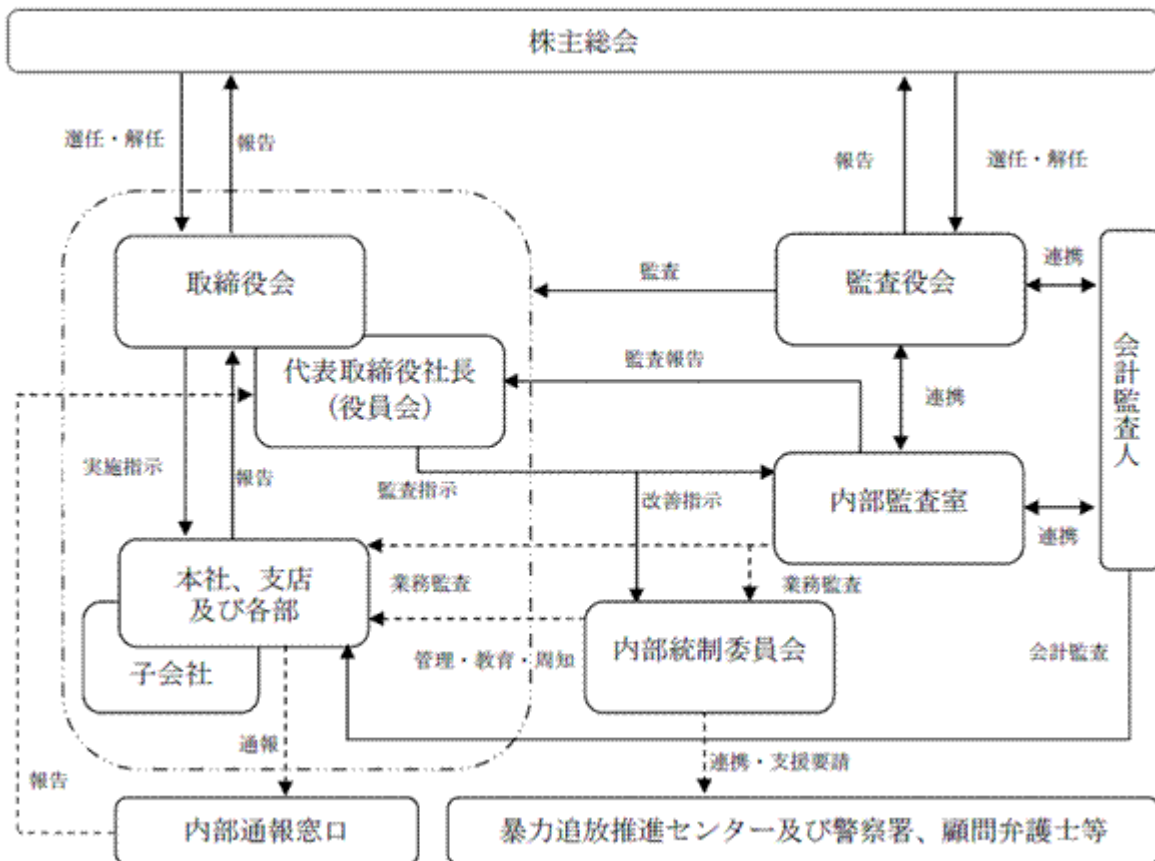 株主総会
選任・解任
報告
報告
選任・解任
取締役会
監査
監査役会
連携
会計監査人
代表取締役社長
（役員会）
監査報告
連携
実施指示
報告
監査指示
改善指示
内部監査室
連携
本社、支店
及び各部
業務監査
業務監査
子会社
管理・教育・周知
内部統制委員会
会計監査
通報
連携・支援要請
報告
内部通報窓口
暴力追放推進センター及び警察署、顧問弁護士等